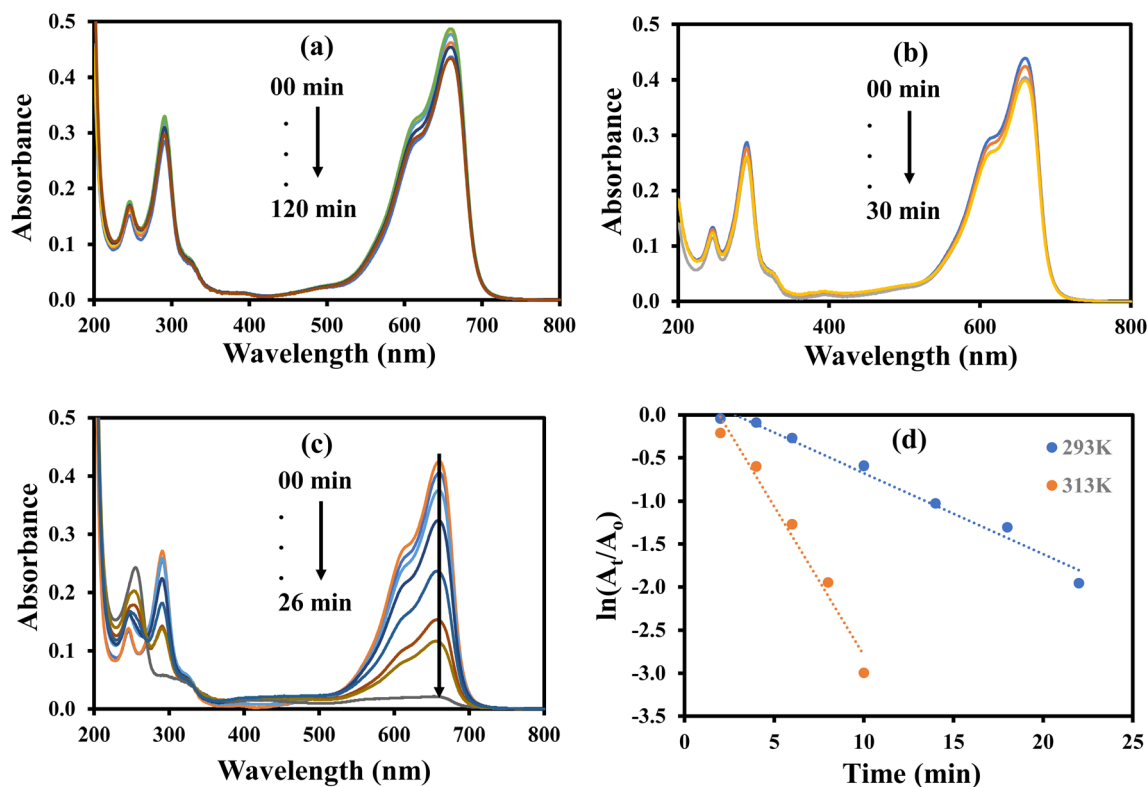 (a)
00 min
.
.
.
120 min
Absorbance
0.5
0.4
0.3
0.2
0.1
0.0
200 300 400 500 600 700 800
Wavelength (nm)
(b)
00 min
.
.
.
30 min
Absorbance
0.5
0.4
0.3
0.2
0.1
0.0
200 400 600 800
Wavelength (nm)
(c)
00 min
.
.
.
26 min
Absorbance
0.5
0.4
0.3
0.2
0.1
0.0
200 300 400 500 600 700 800
Wavelength (nm)
(d)
293K
313K
ln(At/Ao)
0.0
-0.5
-1.0
-1.5
-2.0
-2.5
-3.0
-3.5
0 5 10 15 20 25
Time (min)